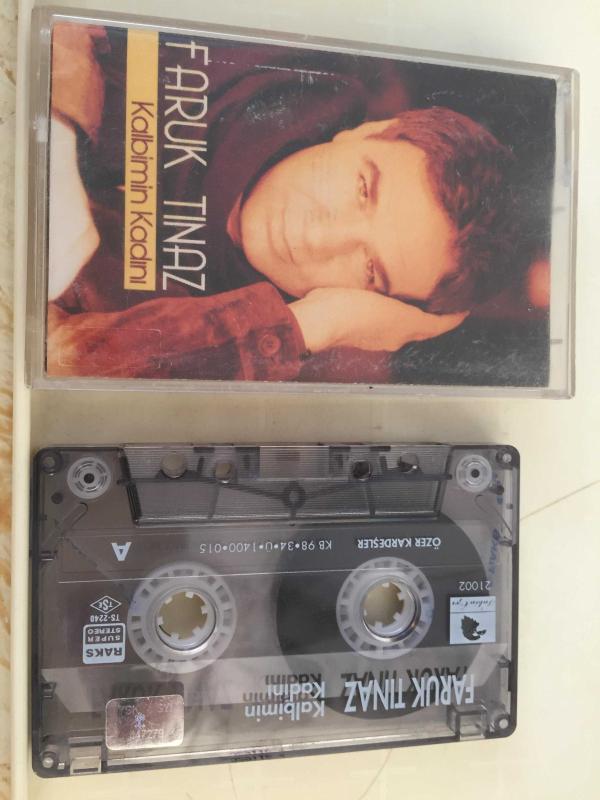 FARUK TINAZ
Kalbimin Kadını
A
KB 98•34•U•1400•015
ÖZER KARDEŞLER
TSE
TS-2240
RAKS
SUPER
STEREO
21002
FARUK TINAZ
Kalbimin
Kadını